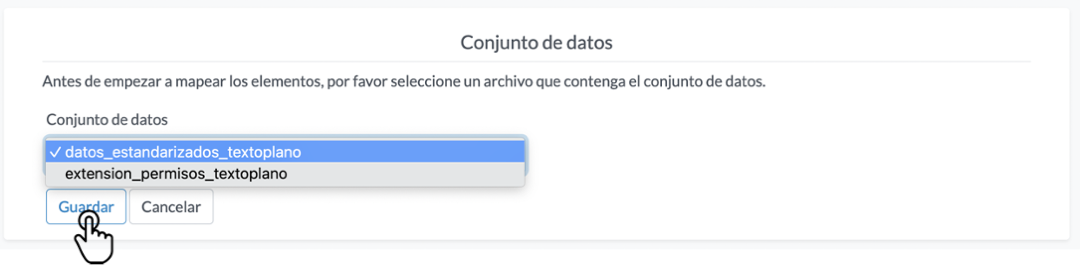 Conjunto de datos
Antes de empezar a mapear los elementos, por favor seleccione un archivo que contenga el conjunto de datos.
Conjunto de datos
✓ datos_estandarizados_textoplano
extension_permisos_textoplano
Guardar Cancelar